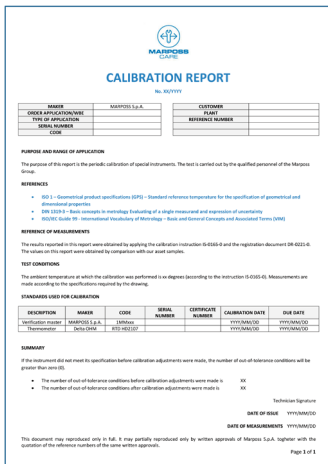 MARPOSS
CARE
CALIBRATION REPORT
No. XX/YYYY
MAKER MARPOSS S.p.A. CUSTOMER
ORDER APPLICATION/WBE PLANT
TYPE OF APPLICATION REFERENCE NUMBER
SERIAL NUMBER
CODE
PURPOSE AND RANGE OF APPLICATION
The purpose of this report is the periodic calibration of special instruments. The test is carried out by the qualified personnel of the Marposs
Group.
REFERENCES
• ISO 1 – Geometrical product specifications (GPS) – Standard reference temperature for the specification of geometrical and
dimensional properties
• DIN 1319-3 – Basic concepts in metrology Evaluating of a single measurand and expression of uncertainty
• ISO/IEC Guide 99 - International Vocabulary of Metrology – Basic and General Concepts and Associated Terms (VIM)
REFERENCE OF MEASUREMENTS
The results reported in this report were obtained by applying the calibration instruction IS-0165-0 and the registration document DR-0221-0.
The values on this report were obtained by comparison with our asset samples.
TEST CONDITIONS
The ambient temperature at which the calibration was performed is xx degrees (according to the instruction IS-0165-0). Measurements are
made according to the specifications required by the drawing.
STANDARDS USED FOR CALIBRATION
DESCRIPTION MAKER CODE SERIAL NUMBER CERTIFICATE NUMBER CALIBRATION DATE DUE DATE
Verification master MARPOSS S.p.A. 1MMxxx YYYY/MM/DD YYYY/MM/DD
Thermometer Delta OHM RTD HD2107 YYYY/MM/DD YYYY/MM/DD
SUMMARY
If the instrument did not meet its specification before calibration adjustments were made, the number of out-of-tolerance conditions will be
greater than zero (0).
• The number of out-of-tolerance conditions before calibration adjustments were made is XX
• The number of out-of-tolerance conditions after calibration adjustments were made is XX
Technician Signature
DATE OF ISSUE YYYY/MM/DD
DATE OF MEASUREMENTS YYYY/MM/DD
This document may reproduced only in full. It may partially reproduced only by written approvals of Marposs S.p.A. togheter with the
quotation of the reference numbers of the same written approvals.
Page 1 of 1